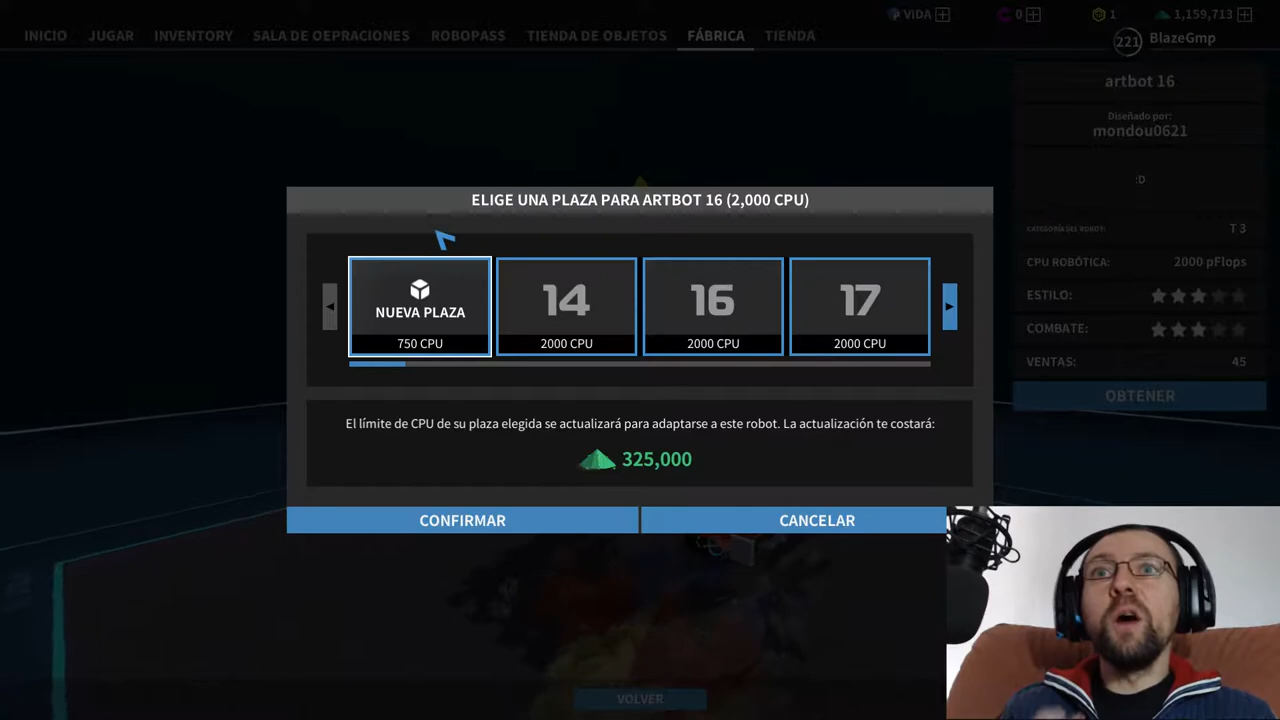 VIDA
0
1
1,159,713
INICIO
JUGAR
INVENTORY
SALA DE OEPRACIONES
ROBOPASS
TIENDA DE OBJETOS
FÁBRICA
TIENDA
221
BlazeGmp
artbot 16
Diseñado por:
mondou0621
:D
CATEGORÍA DEL ROBOT:
T 3
CPU ROBÓTICA:
2000 pFlops
ESTILO:
COMBATE:
VENTAS:
45
OBTENER
ELIGE UNA PLAZA PARA ARTBOT 16 (2,000 CPU)
NUEVA PLAZA
750 CPU
14
2000 CPU
16
2000 CPU
17
2000 CPU
El límite de CPU de su plaza elegida se actualizará para adaptarse a este robot. La actualización te costará:
325,000
CONFIRMAR
CANCELAR
VOLVER